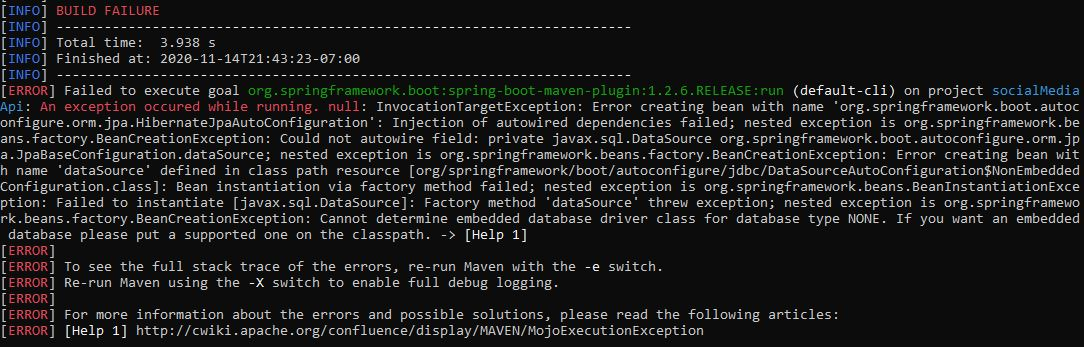 [INFO] BUILD FAILURE
[INFO] ------------------------------------------------------------------------
[INFO] Total time:  3.938 s
[INFO] Finished at: 2020-11-14T21:43:23-07:00
[INFO] ------------------------------------------------------------------------
[ERROR] Failed to execute goal org.springframework.boot:spring-boot-maven-plugin:1.2.6.RELEASE:run (default-cli) on project socialMedia
Api: An exception occured while running. null: InvocationTargetException: Error creating bean with name 'org.springframework.boot.autoc
onfigure.orm.jpa.HibernateJpaAutoConfiguration': Injection of autowired dependencies failed; nested exception is org.springframework.be
ans.factory.BeanCreationException: Could not autowire field: private javax.sql.DataSource org.springframework.boot.autoconfigure.orm.jp
a.JpaBaseConfiguration.dataSource; nested exception is org.springframework.beans.factory.BeanCreationException: Error creating bean wit
h name 'dataSource' defined in class path resource [org/springframework/boot/autoconfigure/jdbc/DataSourceAutoConfiguration$NonEmbedded
Configuration.class]: Bean instantiation via factory method failed; nested exception is org.springframework.beans.BeanInstantiationExce
ption: Failed to instantiate [javax.sql.DataSource]: Factory method 'dataSource' threw exception; nested exception is org.springframewo
rk.beans.factory.BeanCreationException: Cannot determine embedded database driver class for database type NONE. If you want an embedded
 database please put a supported one on the classpath. -> [Help 1]
[ERROR]
[ERROR] To see the full stack trace of the errors, re-run Maven with the -e switch.
[ERROR] Re-run Maven using the -X switch to enable full debug logging.
[ERROR]
[ERROR] For more information about the errors and possible solutions, please read the following articles:
[ERROR] [Help 1] http://cwiki.apache.org/confluence/display/MAVEN/MojoExecutionException